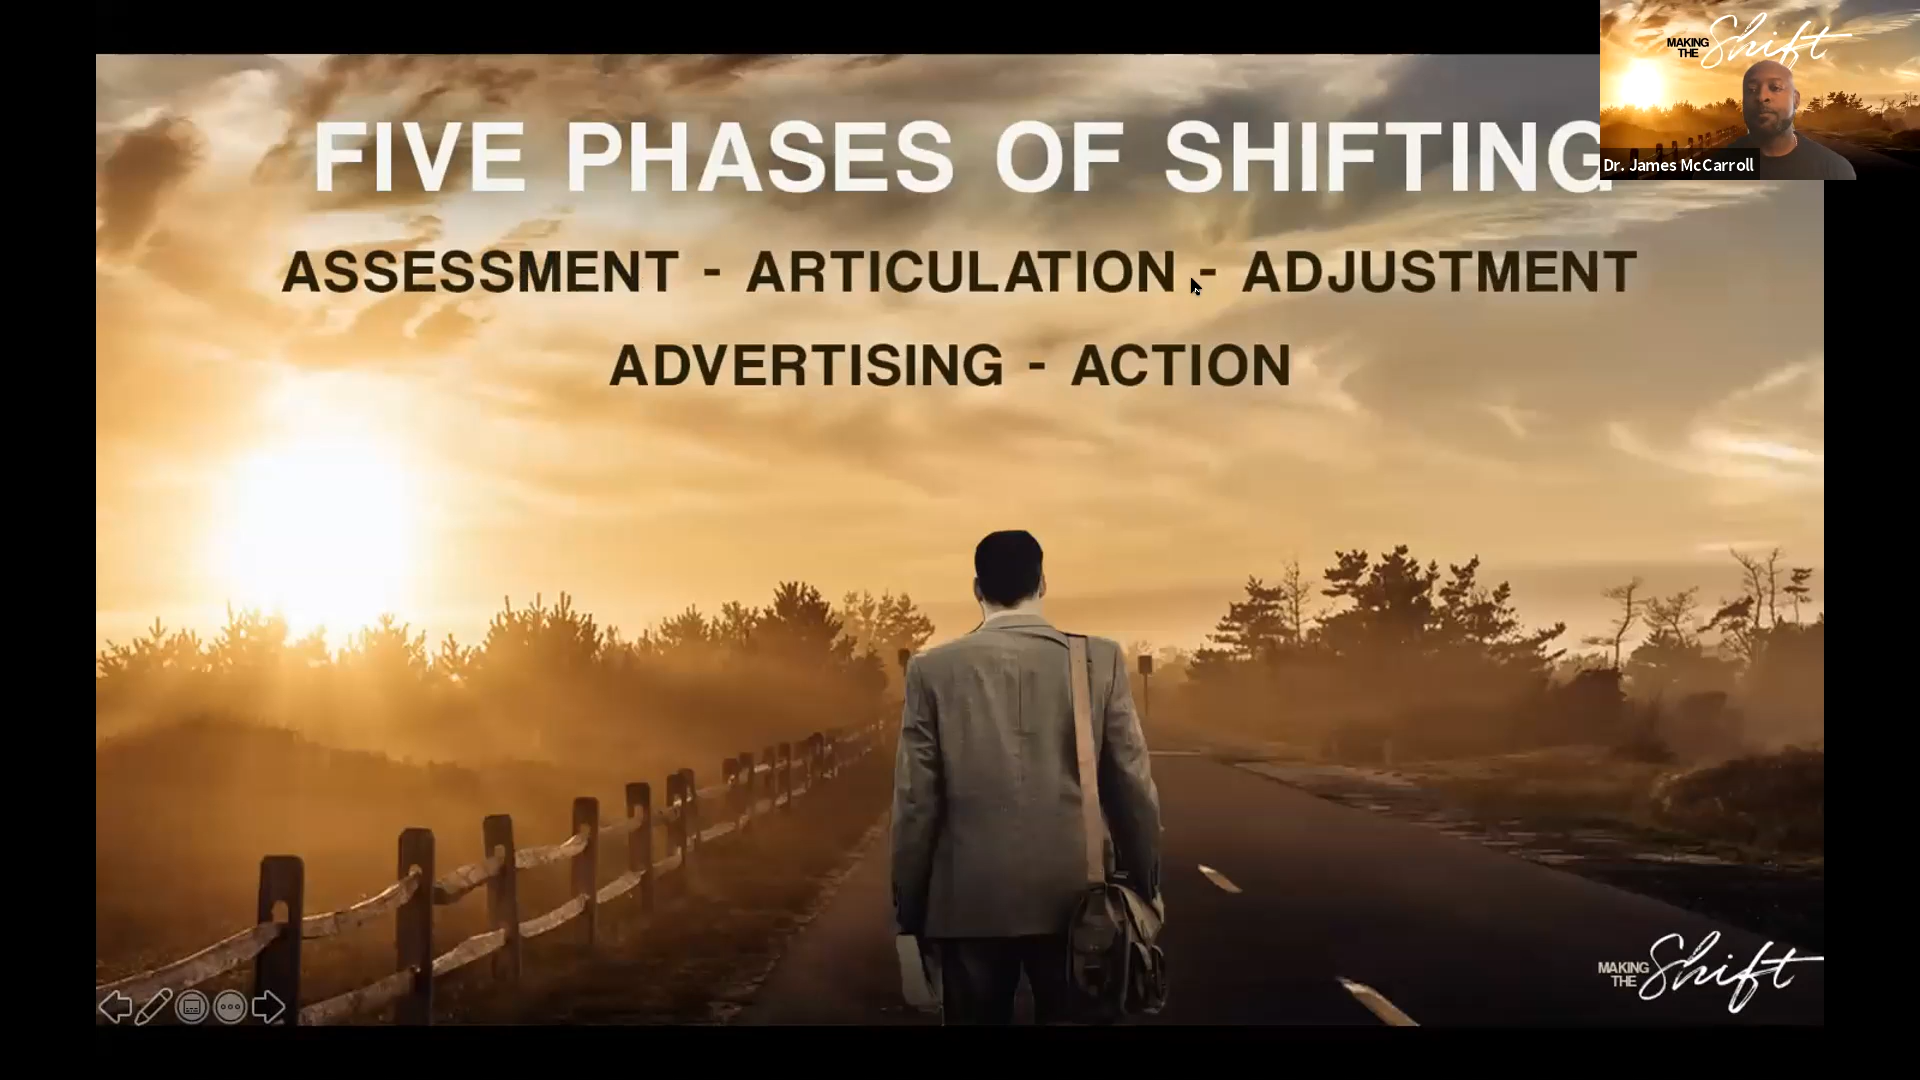 FIVE PHASES OF SHIFTING
ASSESSMENT - ARTICULATION - ADJUSTMENT
ADVERTISING - ACTION
MAKING
THE Shift
Dr. James McCarroll
MAKING
THE Shift